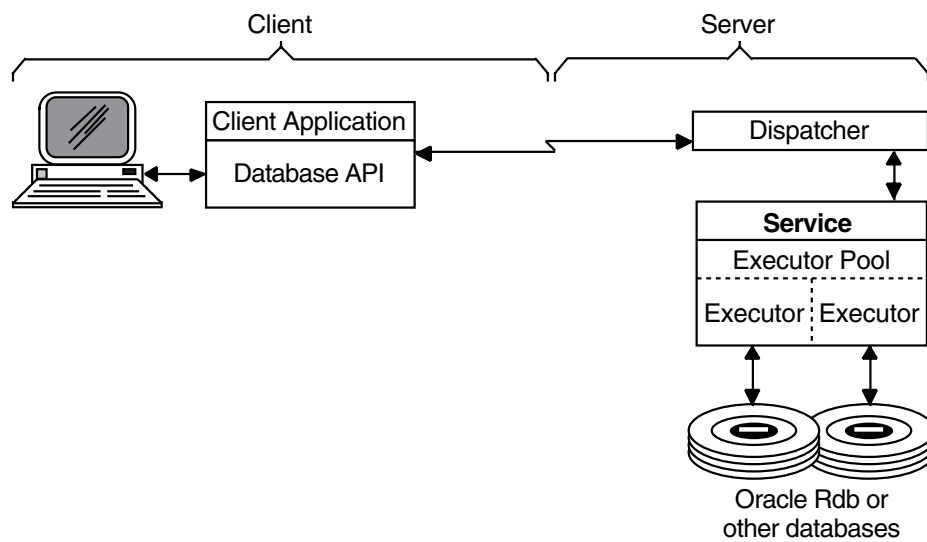 Client
Server
Client Application
Database API
Dispatcher
Service
Executor Pool
Executor
Executor
Oracle Rdb or
other databases